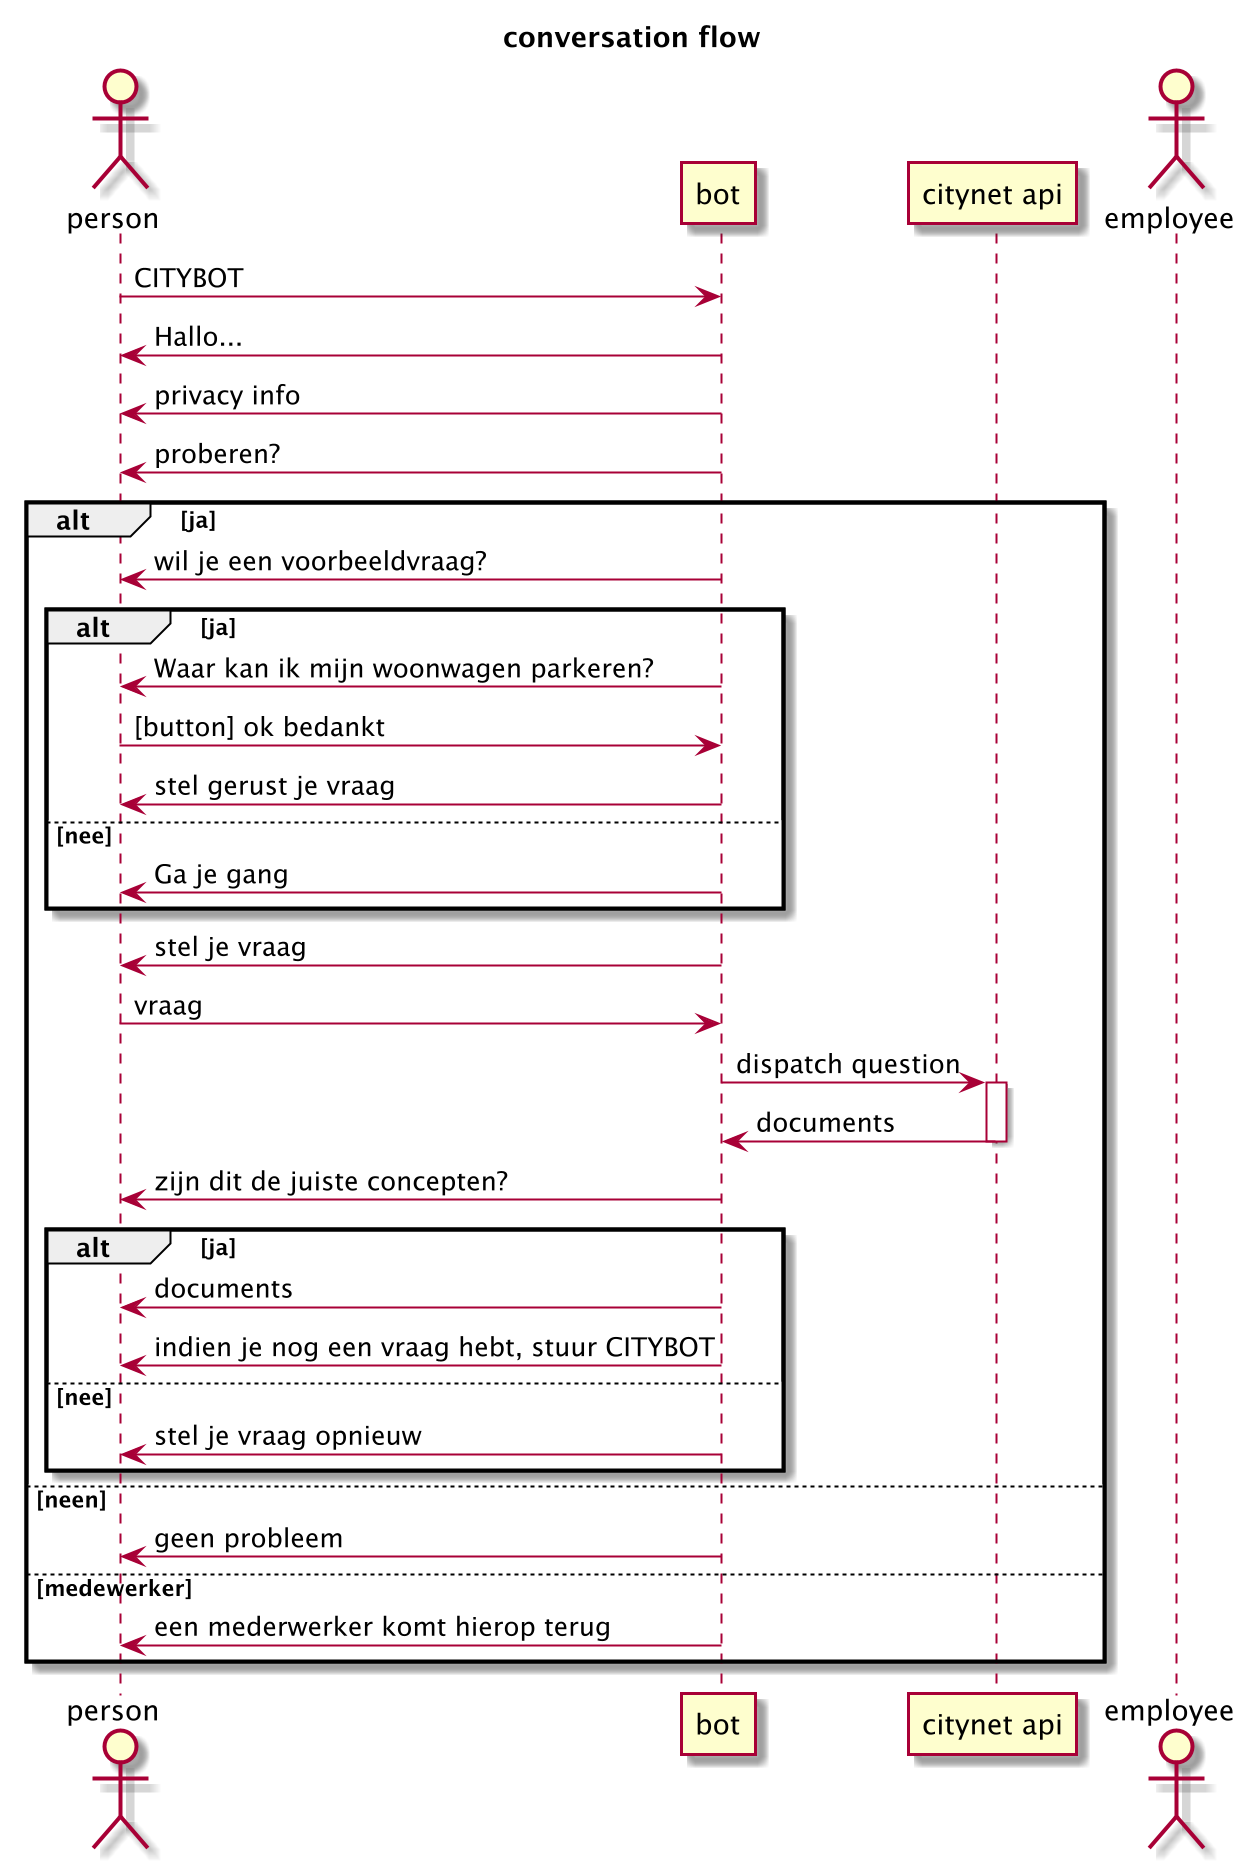 conversation flow
person
bot
citynet api
employee
CITYBOT
Hallo...
privacy info
proberen?
alt [ja]
wil je een voorbeeldvraag?
alt [ja]
Waar kan ik mijn woonwagen parkeren?
[button] ok bedankt
stel gerust je vraag
[nee]
Ga je gang
stel je vraag
vraag
dispatch question
documents
zijn dit de juiste concepten?
alt [ja]
documents
indien je nog een vraag hebt, stuur CITYBOT
[nee]
stel je vraag opnieuw
[neen]
geen probleem
[medewerker]
een mederwerker komt hierop terug
person
bot
citynet api
employee